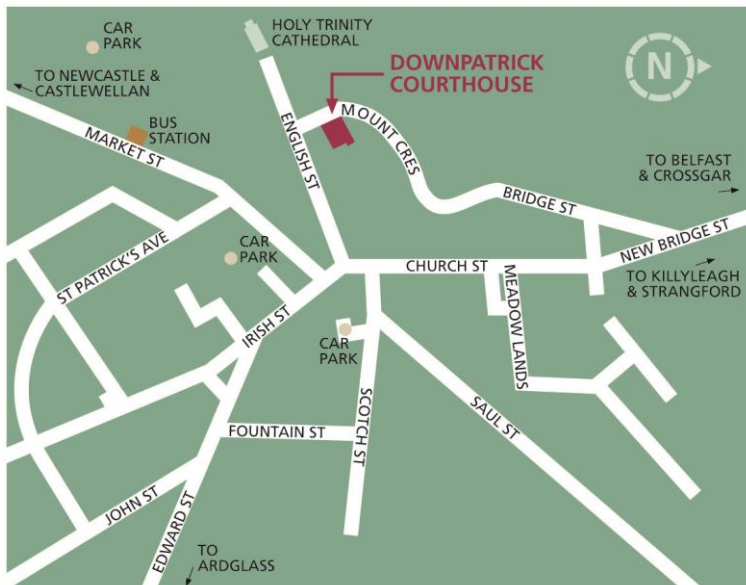 CAR
PARK
HOLY TRINITY
CATHEDRAL
DOWNPATRICK
COURTHOUSE
N
TO NEWCASTLE &
CASTLEWELLAN
BUS
STATION
MARKET ST
ENGLISH ST
MOUNT CRES
TO BELFAST
& CROSSGAR
BRIDGE ST
NEW BRIDGE ST
ST PATRICK'S AVE
CAR
PARK
CHURCH ST
TO KILLYLEAGH
& STRANGFORD
MEADOW LANDS
IRISH ST
CAR
PARK
SCOTCH ST
SAUL ST
FOUNTAIN ST
JOHN ST
EDWARD ST
TO
ARDGLASS